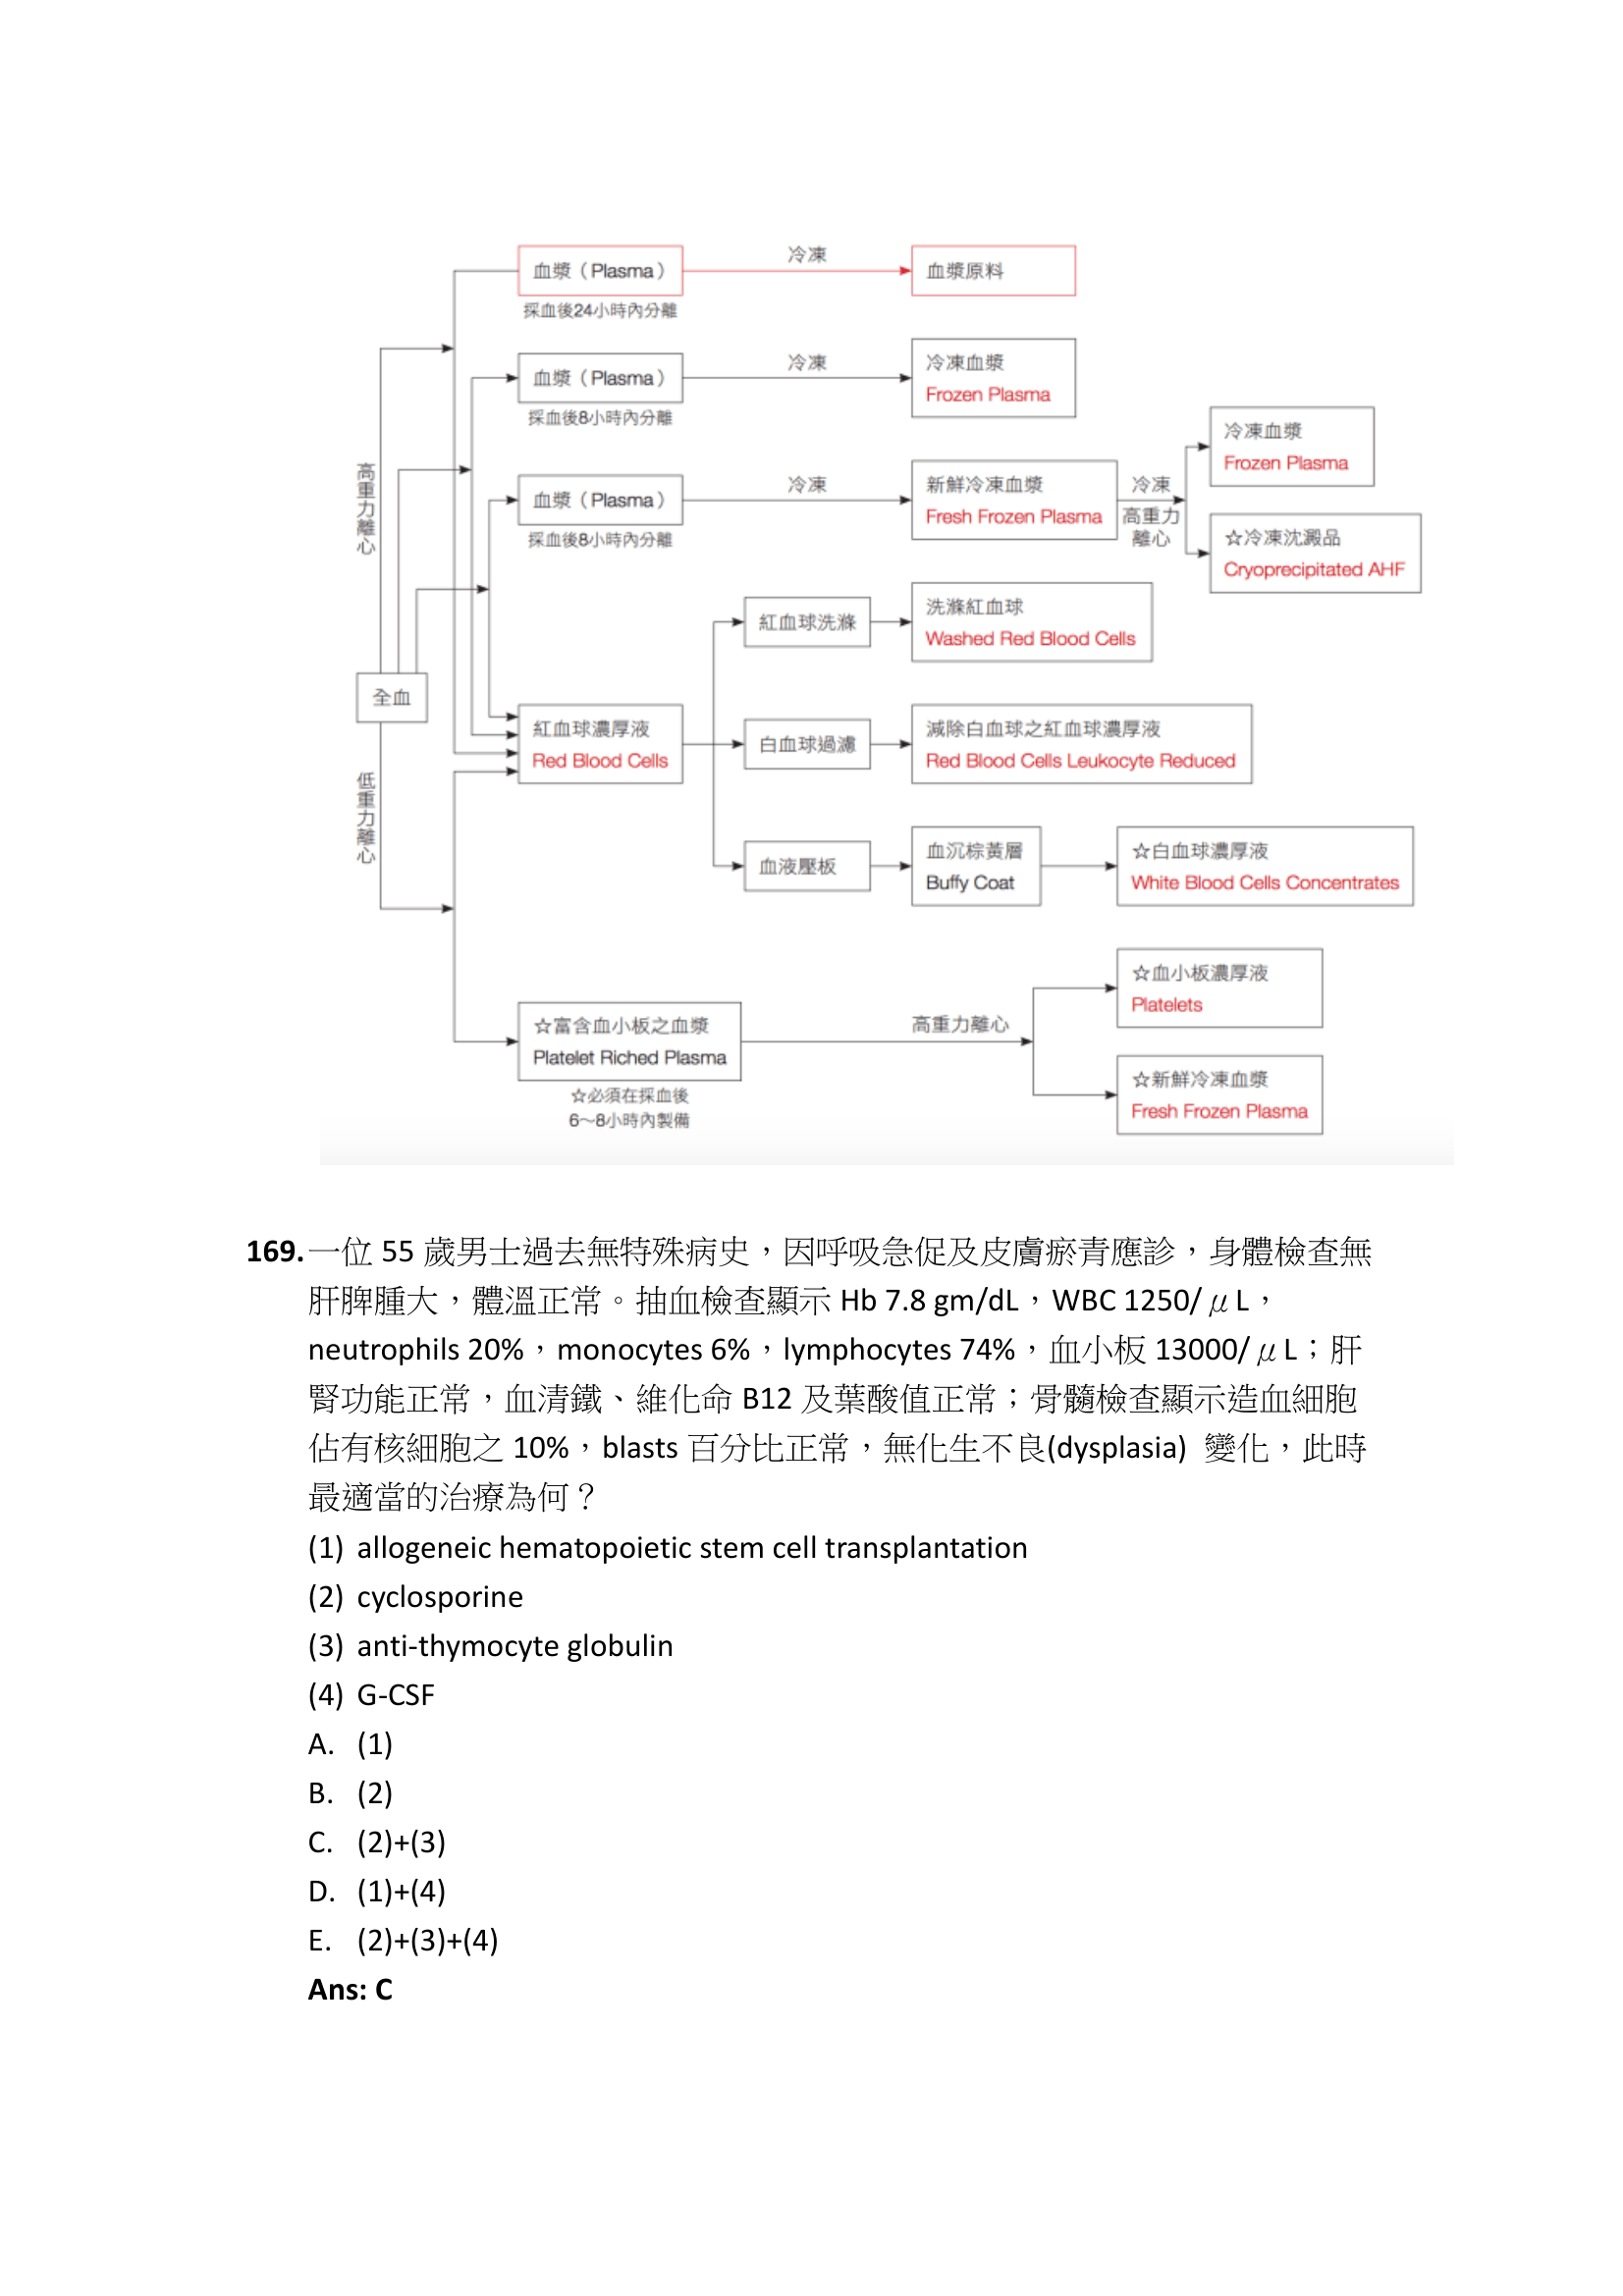 血漿（Plasma）
冷凍
血漿原料
採血後24小時內分離
血漿（Plasma）
冷凍
冷凍血漿
Frozen Plasma
採血後8小時內分離
冷凍血漿
Frozen Plasma
血漿（Plasma）
冷凍
新鮮冷凍血漿
Fresh Frozen Plasma
冷凍
高重力
離心
採血後8小時內分離
☆冷凍沈澱品
Cryoprecipitated AHF
高重力離心
紅血球洗滌
洗滌紅血球
Washed Red Blood Cells
全血
紅血球濃厚液
Red Blood Cells
白血球過濾
減除白血球之紅血球濃厚液
Red Blood Cells Leukocyte Reduced
低重力離心
血液壓板
血沉棕黃層
Buffy Coat
☆白血球濃厚液
White Blood Cells Concentrates
☆血小板濃厚液
Platelets
☆富含血小板之血漿
Platelet Riched Plasma
高重力離心
☆必須在採血後
6～8小時內製備
☆新鮮冷凍血漿
Fresh Frozen Plasma
169. 一位 55 歲男士過去無特殊病史，因呼吸急促及皮膚瘀青應診，身體檢查無
肝脾腫大，體溫正常。抽血檢查顯示 Hb 7.8 gm/dL，WBC 1250/μL，
neutrophils 20%，monocytes 6%，lymphocytes 74%，血小板 13000/μL；肝
腎功能正常，血清鐵、維化命 B12 及葉酸值正常；骨髓檢查顯示造血細胞
佔有核細胞之 10%，blasts 百分比正常，無化生不良(dysplasia) 變化，此時
最適當的治療為何？
(1) allogeneic hematopoietic stem cell transplantation
(2) cyclosporine
(3) anti-thymocyte globulin
(4) G-CSF
A. (1)
B. (2)
C. (2)+(3)
D. (1)+(4)
E. (2)+(3)+(4)
Ans: C